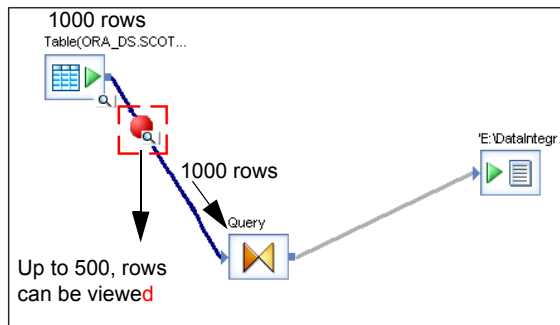 1000 rows
Table(ORA_DS.SCOT...
'E:\DataIntegr...
1000 rows
Query
Up to 500, rows
can be viewed